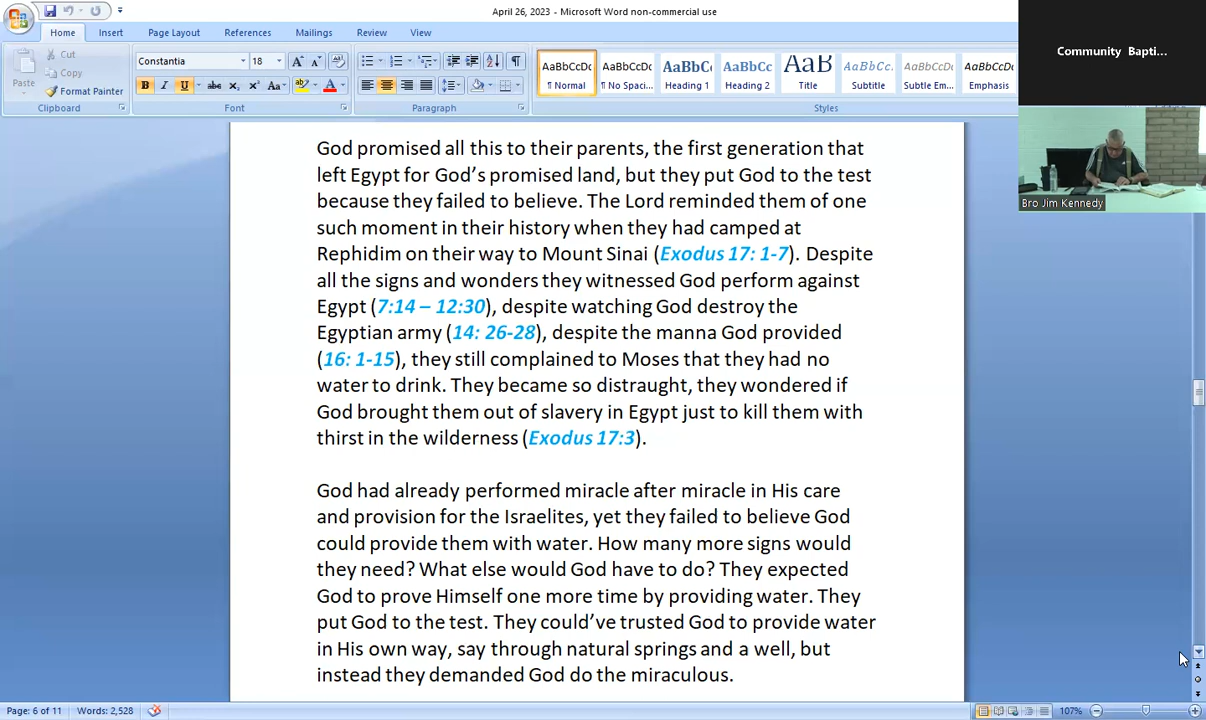 April 26, 2023 - Microsoft Word non-commercial use
Home Insert Page Layout References Mailings Review View
Community Bapti...
Cut
Copy
Paste
Format Painter
Constantia 18
AaBbCcDc AaBbCcDc AaBbC AaBbCc AaB AaBbCc. AaBbCcDc AaBbCcDc
¶ Normal ¶ No Spaci... Heading 1 Heading 2 Title Subtitle Subtle Em... Emphasis
Clipboard Font Paragraph Styles
Bro Jim Kennedy
God promised all this to their parents, the first generation that
left Egypt for God’s promised land, but they put God to the test
because they failed to believe. The Lord reminded them of one
such moment in their history when they had camped at
Rephidim on their way to Mount Sinai (Exodus 17: 1-7). Despite
all the signs and wonders they witnessed God perform against
Egypt (7:14 – 12:30), despite watching God destroy the
Egyptian army (14: 26-28), despite the manna God provided
(16: 1-15), they still complained to Moses that they had no
water to drink. They became so distraught, they wondered if
God brought them out of slavery in Egypt just to kill them with
thirst in the wilderness (Exodus 17:3).
God had already performed miracle after miracle in His care
and provision for the Israelites, yet they failed to believe God
could provide them with water. How many more signs would
they need? What else would God have to do? They expected
God to prove Himself one more time by providing water. They
put God to the test. They could’ve trusted God to provide water
in His own way, say through natural springs and a well, but
instead they demanded God do the miraculous.
Page: 6 of 11 Words: 2,528 107%